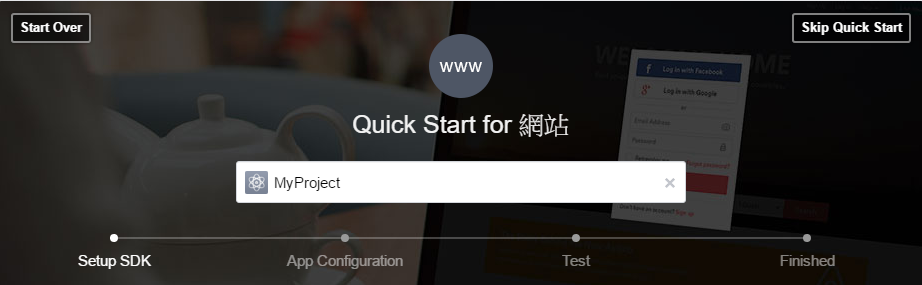 Start Over
Skip Quick Start
WWW
Quick Start for 網站
MyProject
Setup SDK
App Configuration
Test
Finished
Log in with Facebook
Log in with Google
or
Email Address
Password